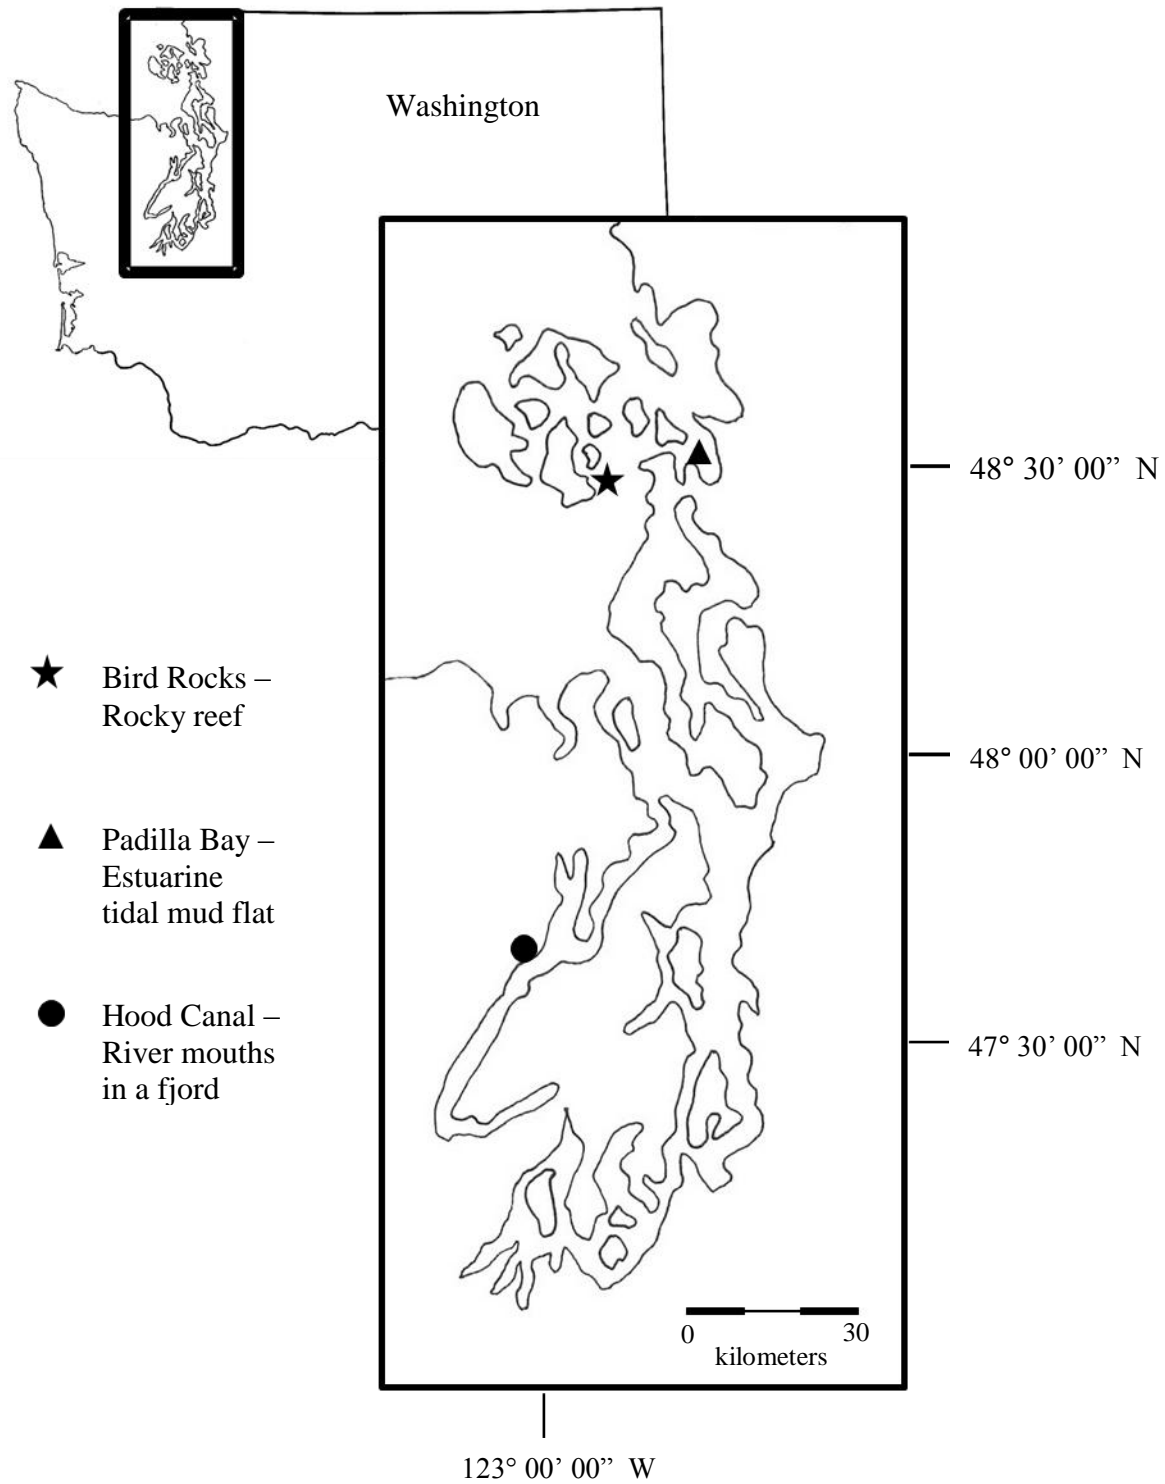 Washington
48° 30’ 00” N
Bird Rocks –
Rocky reef
48° 00’ 00” N
Padilla Bay –
Estuarine
tidal mud flat
Hood Canal –
River mouths
in a fjord
47° 30’ 00” N
0 30
kilometers
123° 00’ 00” W